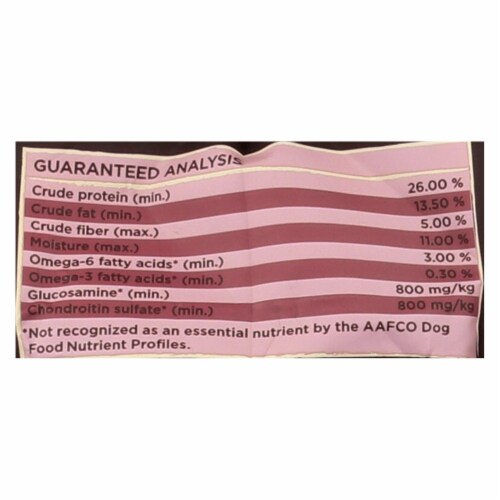 GUARANTEED ANALYSIS
Crude protein (min.) 26.00 %
Crude fat (min.) 13.50 %
Crude fiber (max.) 5.00 %
Moisture (max.) 11.00 %
Omega-6 fatty acids* (min.) 3.00 %
Omega-3 fatty acids* (min.) 0.30 %
Glucosamine* (min.) 800 mg/kg
Chondroitin sulfate* (min.) 800 mg/kg
*Not recognized as an essential nutrient by the AAFCO Dog
Food Nutrient Profiles.